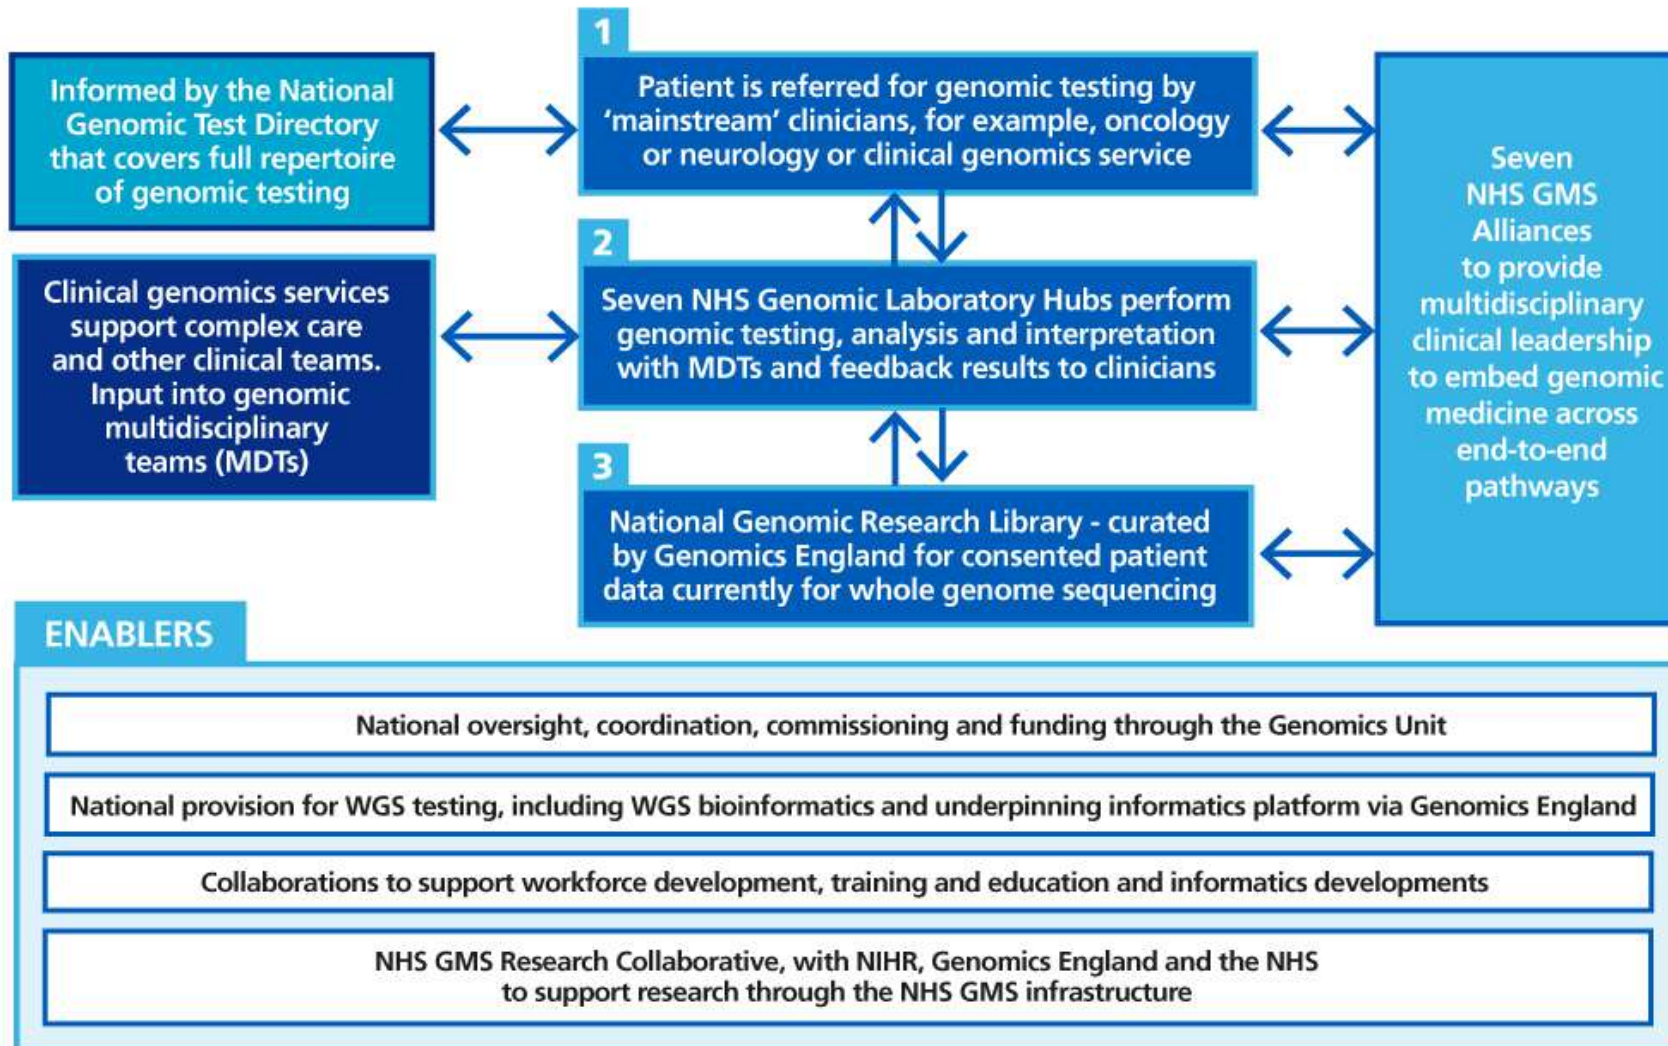 Informed by the National
Genomic Test Directory
that covers full repertoire
of genomic testing
Clinical genomics services
support complex care
and other clinical teams.
Input into genomic
multidisciplinary
teams (MDTs)
1
Patient is referred for genomic testing by
‘mainstream’ clinicians, for example, oncology
or neurology or clinical genomics service
2
Seven NHS Genomic Laboratory Hubs perform
genomic testing, analysis and interpretation
with MDTs and feedback results to clinicians
3
National Genomic Research Library - curated
by Genomics England for consented patient
data currently for whole genome sequencing
Seven
NHS GMS
Alliances
to provide
multidisciplinary
clinical leadership
to embed genomic
medicine across
end-to-end
pathways
ENABLERS
National oversight, coordination, commissioning and funding through the Genomics Unit
National provision for WGS testing, including WGS bioinformatics and underpinning informatics platform via Genomics England
Collaborations to support workforce development, training and education and informatics developments
NHS GMS Research Collaborative, with NIHR, Genomics England and the NHS
to support research through the NHS GMS infrastructure